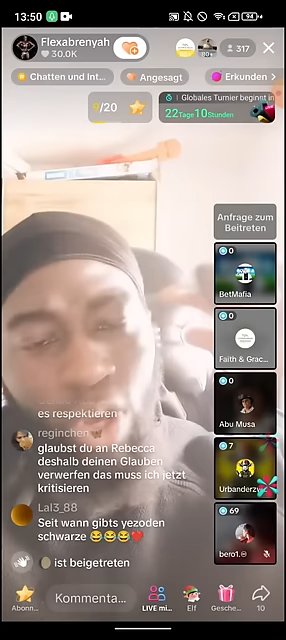 13:50
94
Flexabrenyah
30.0K
317
Chatten und Int...
Angesagt
Erkunden >
9/20
Globales Turnier beginnt in
22Tage10Stunden
Anfrage zum
Beitreten
0
BetMafia
0
Faith & Grac...
0
Abu Musa
7
Urbanderzv
69
bero1.
es respektieren
reginchen
glaubst du an Rebecca
deshalb deinen Glauben
verwerfen das muss ich jetzt
kritisieren
Lal3_88
Seit wann gibts yezoden
schwarze 😂😂😂❤️
ist beigetreten
Abonn...
Kommenta...
LIVE mi...
Elf
Gesche...
10